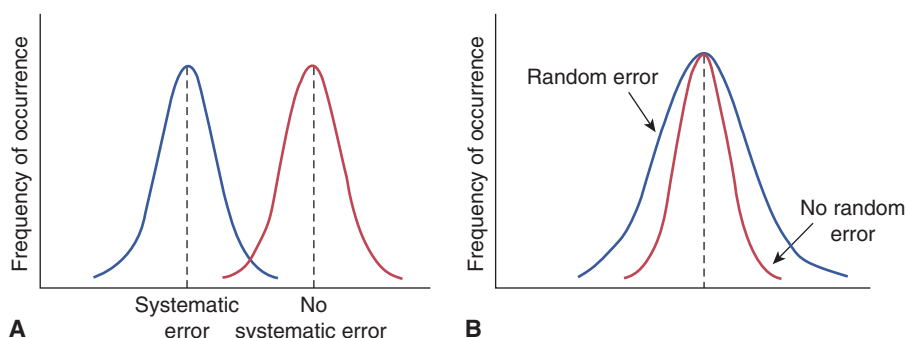 Frequency of occurrence
Systematic
error
No
systematic error
A
Frequency of occurrence
Random error
No random
error
B